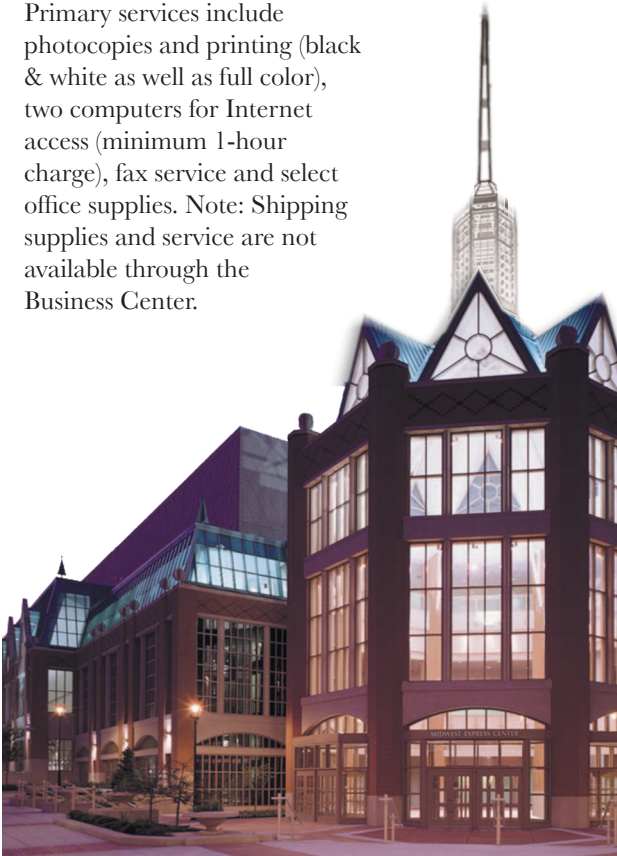 Primary services include
photocopies and printing (black
& white as well as full color),
two computers for Internet
access (minimum 1-hour
charge), fax service and select
office supplies. Note: Shipping
supplies and service are not
available through the
Business Center.
MIDWEST EXPRESS CENTER